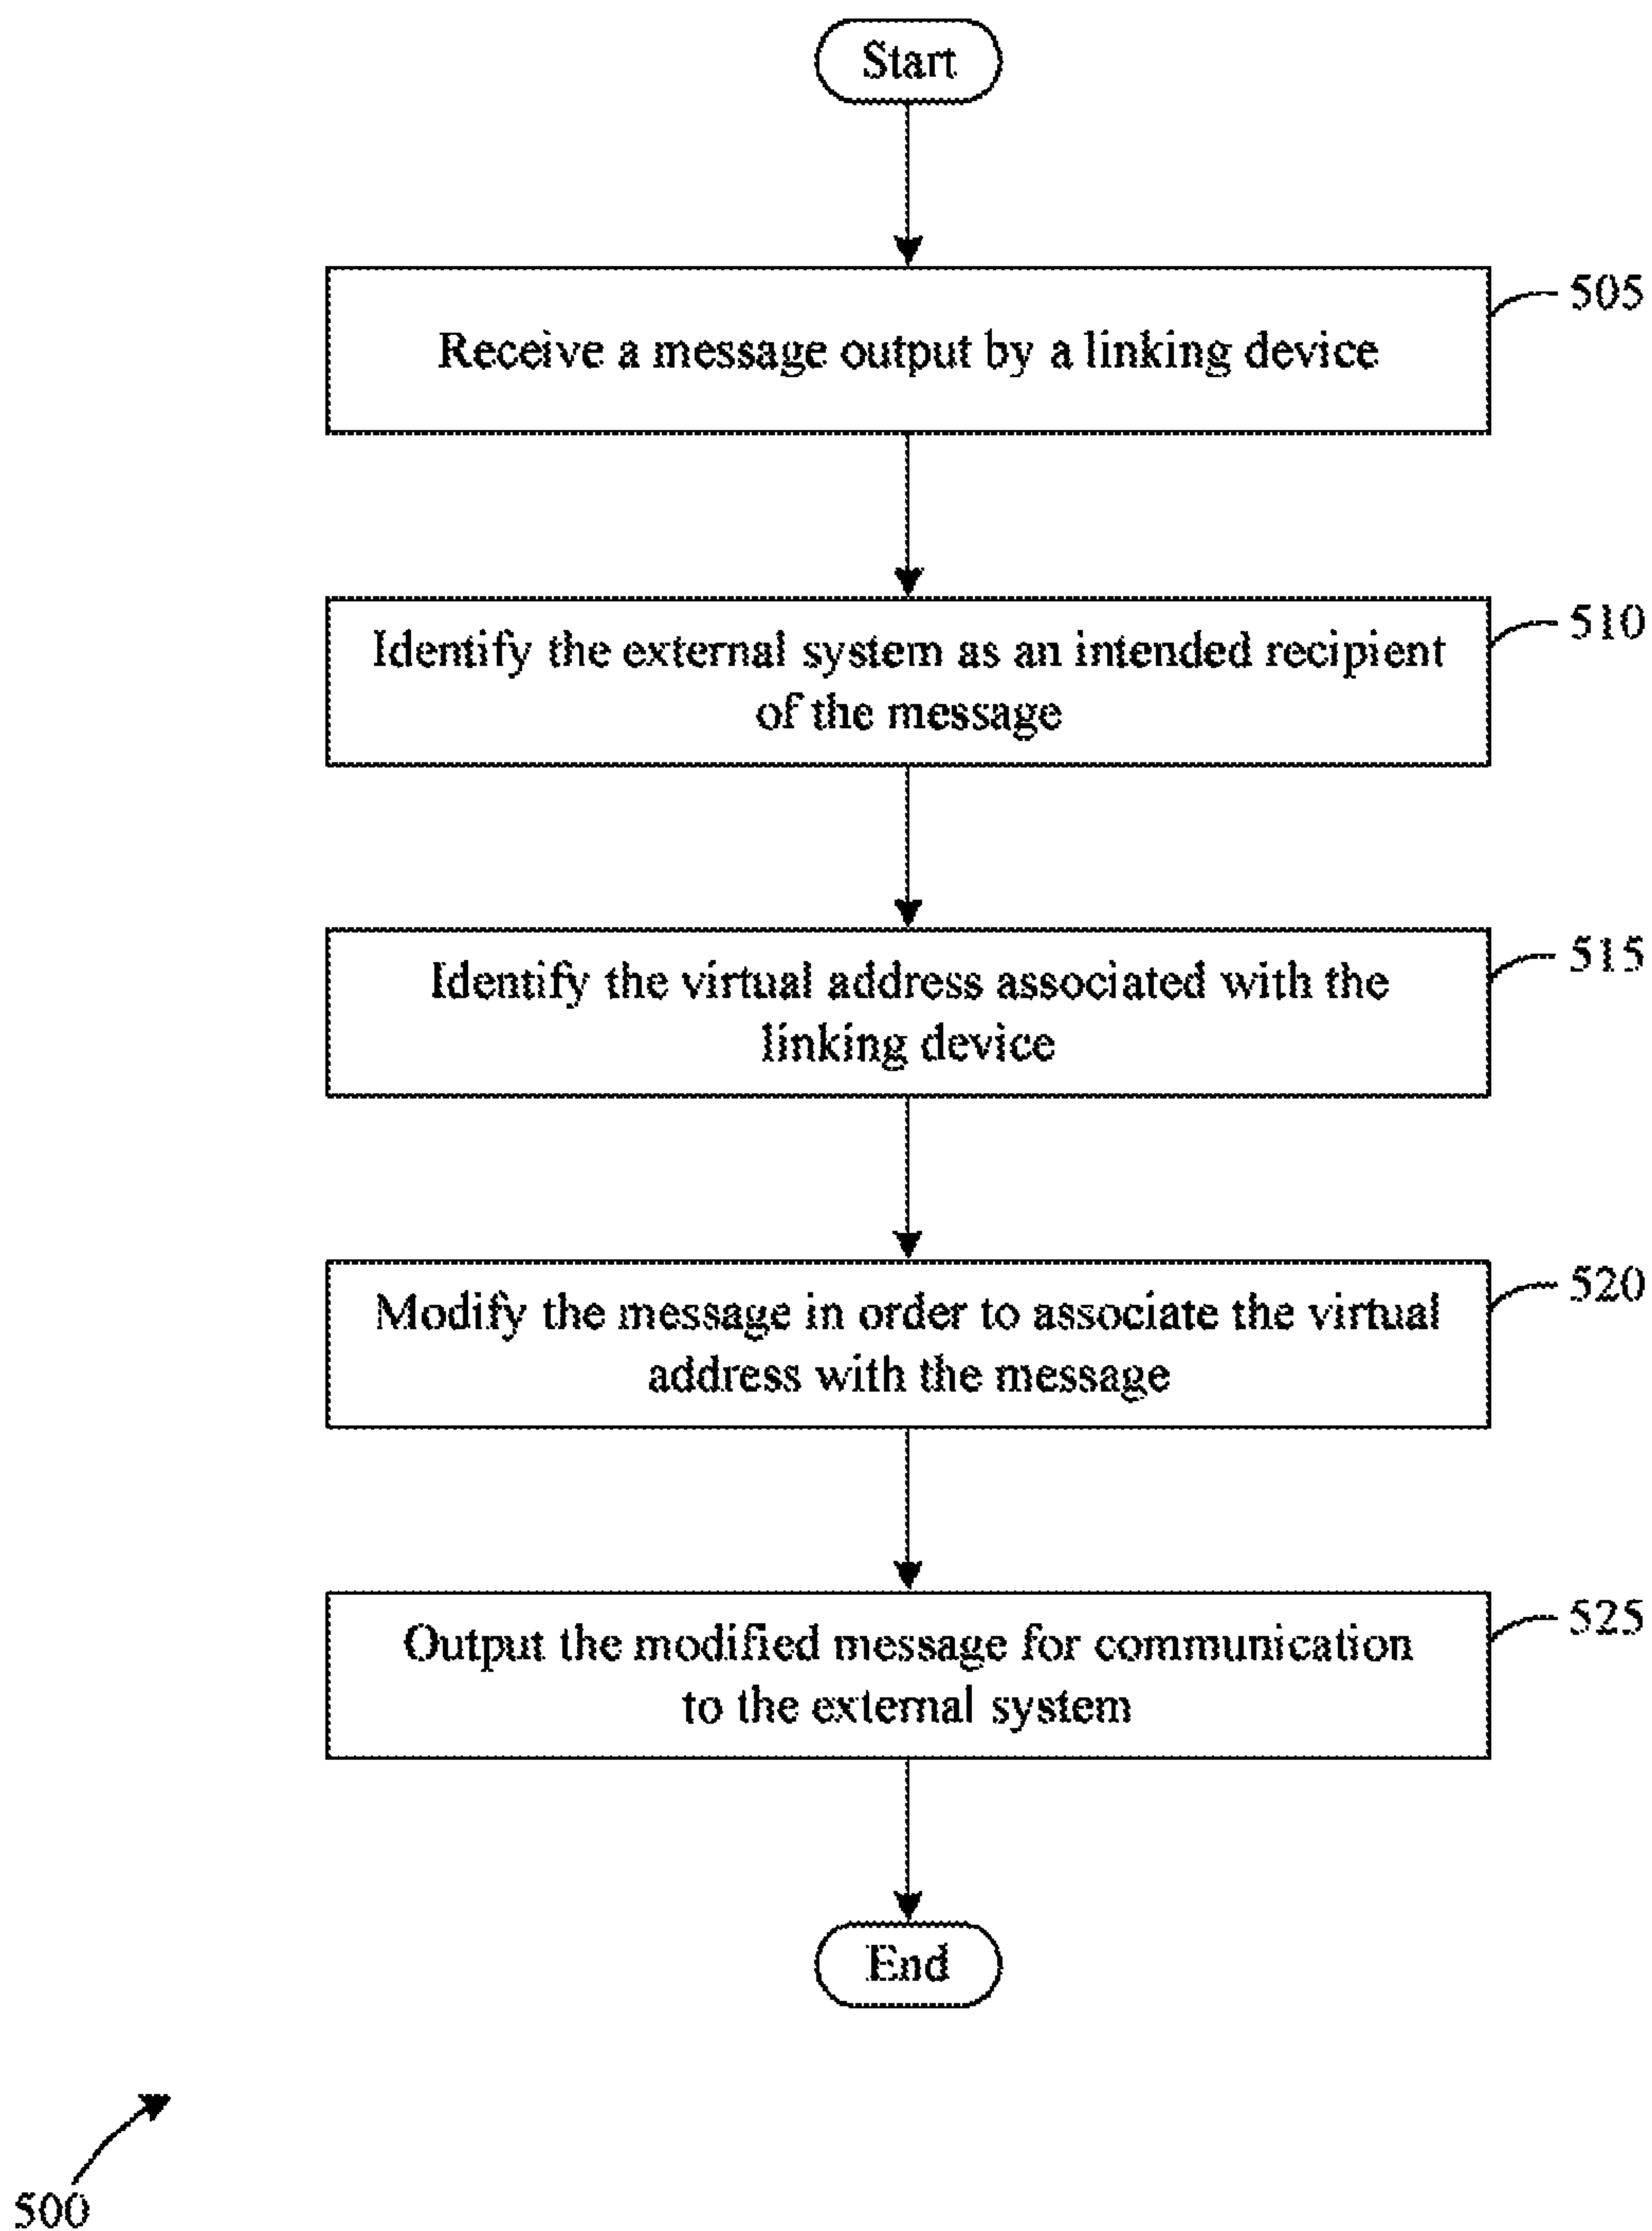 Start
505
Receive a message output by a linking device
510
Identify the external system as an intended recipient
of the message
515
Identify the virtual address associated with the
linking device
520
Modify the message in order to associate the virtual
address with the message
525
Output the modified message for communication
to the external system
End
500